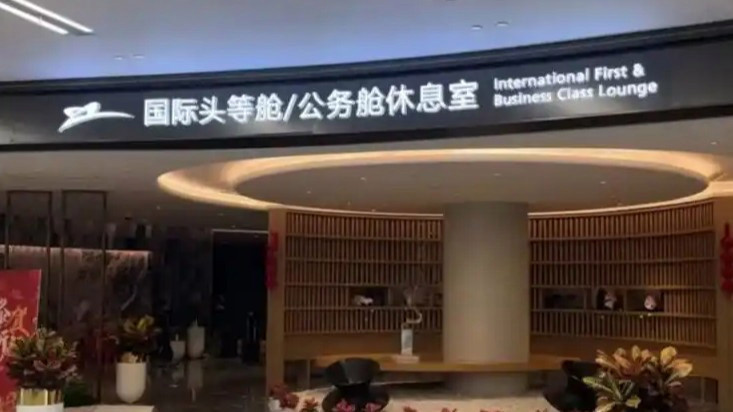 国际头等舱/公务舱休息室
International First &
Business Class Lounge